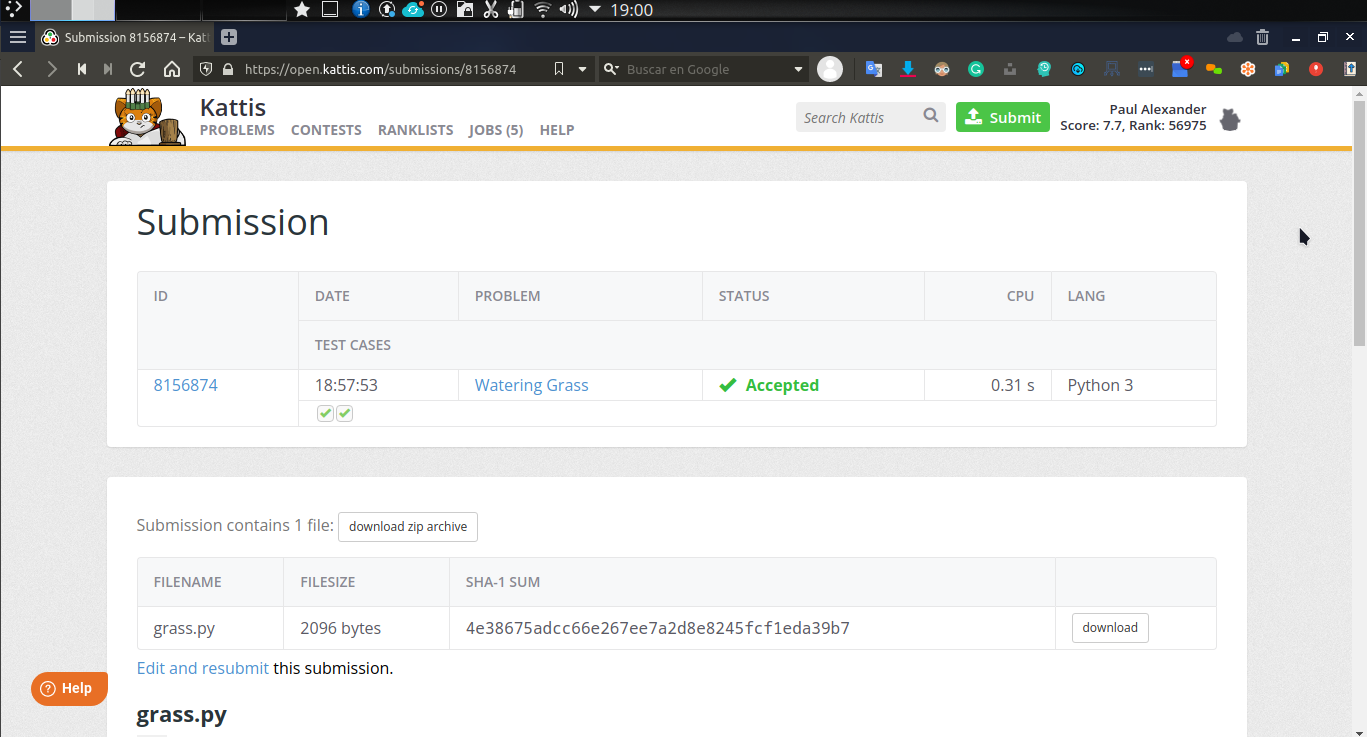 19:00
Submission 8156874 – Kat
https://open.kattis.com/submissions/8156874 Buscar en Google
Kattis
PROBLEMS CONTESTS RANKLISTS JOBS (5) HELP
Search Kattis Submit
Paul Alexander
Score: 7.7, Rank: 56975
Submission
ID DATE PROBLEM STATUS CPU LANG
TEST CASES
8156874 18:57:53 Watering Grass Accepted 0.31 s Python 3
Submission contains 1 file: download zip archive
FILENAME FILESIZE SHA-1 SUM
grass.py 2096 bytes 4e38675adcc66e267ee7a2d8e8245fcf1eda39b7 download
Edit and resubmit this submission.
Help
grass.py